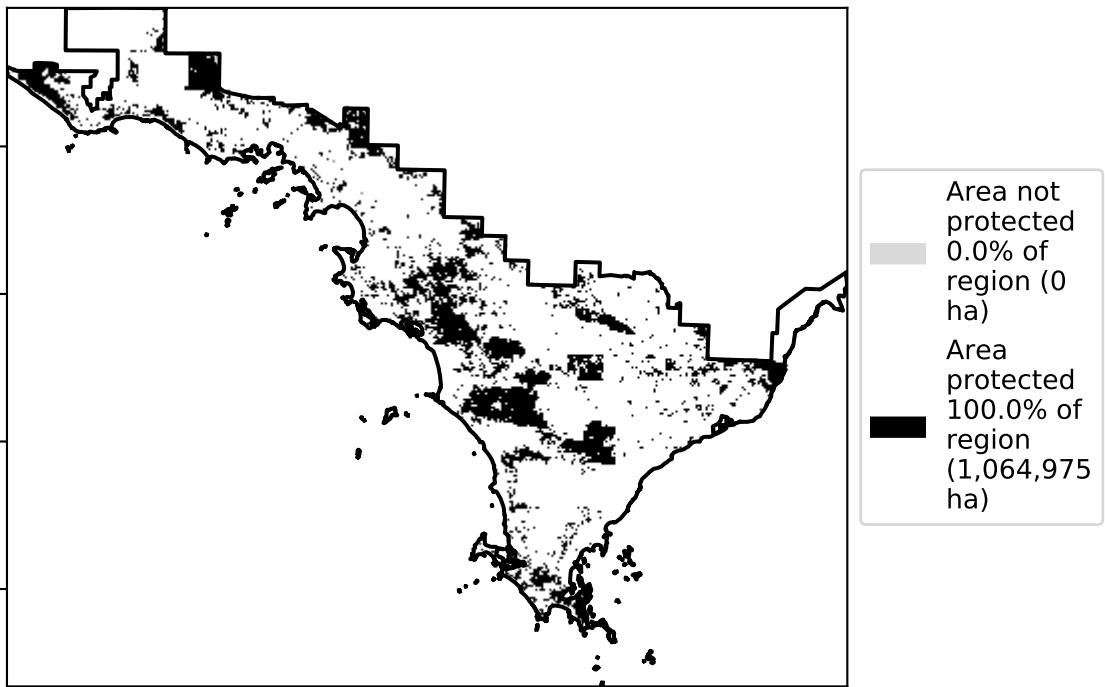 Area not
protected
0.0% of
region (0
ha)
Area
protected
100.0% of
region
(1,064,975
ha)